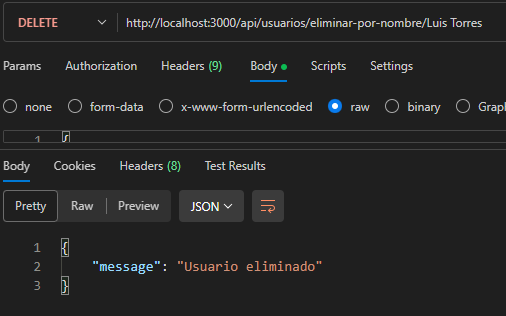 DELETE http://localhost:3000/api/usuarios/eliminar-por-nombre/Luis Torres
Params Authorization Headers (9) Body Scripts Settings
none form-data x-www-form-urlencoded raw binary Grap
1 {
Body Cookies Headers (8) Test Results
Pretty Raw Preview JSON
1 {
2 "message": "Usuario eliminado"
3 }